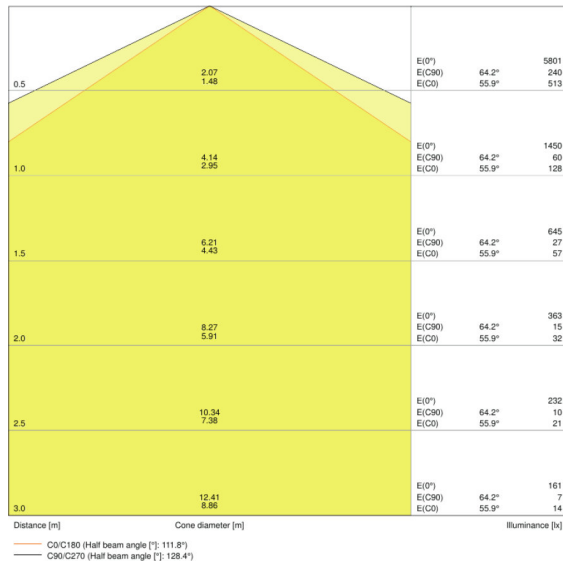 E(0°) 5801
2.07 E(C90) 64.2° 240
0.5 1.48 E(C0) 55.9° 513
E(0°) 1450
4.14 E(C90) 64.2° 60
1.0 2.95 E(C0) 55.9° 128
E(0°) 645
6.21 E(C90) 64.2° 27
1.5 4.43 E(C0) 55.9° 57
E(0°) 363
8.27 E(C90) 64.2° 15
2.0 5.91 E(C0) 55.9° 32
E(0°) 232
10.34 E(C90) 64.2° 10
2.5 7.38 E(C0) 55.9° 21
E(0°) 161
12.41 E(C90) 64.2° 7
3.0 8.86 E(C0) 55.9° 14
Distance [m] Cone diameter [m] Illuminance [lx]
C0/C180 (Half beam angle [°]: 111.8°)
C90/C270 (Half beam angle [°]: 128.4°)